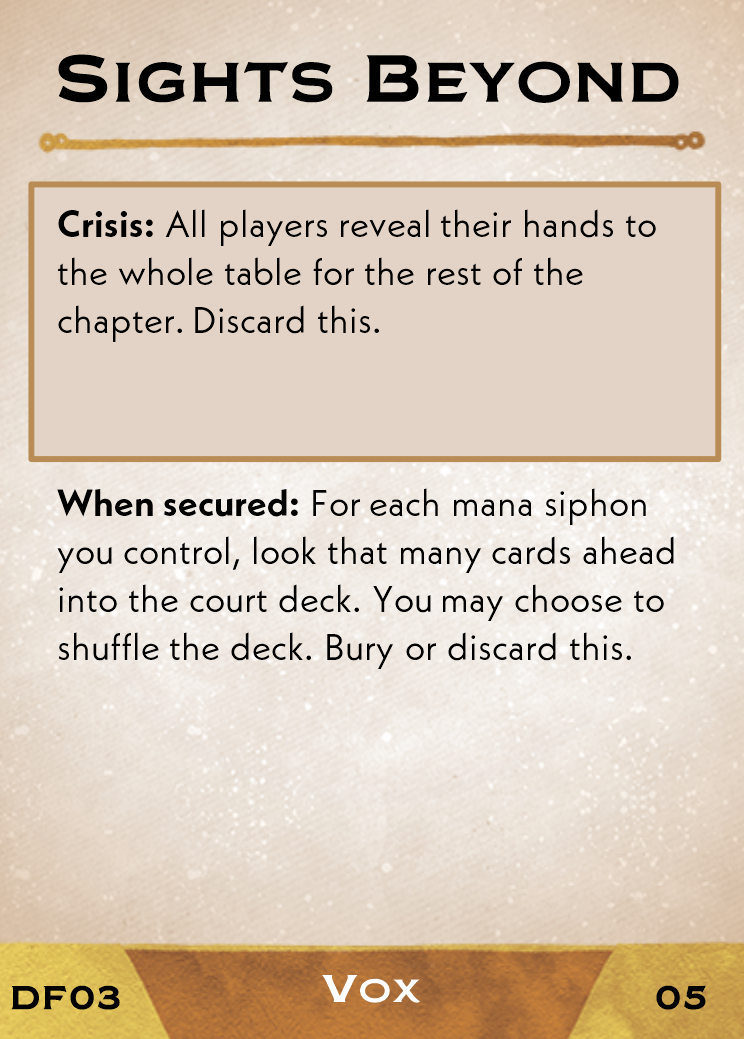 Sights Beyond
Crisis: All players reveal their hands to
the whole table for the rest of the
chapter. Discard this.
When secured: For each mana siphon
you control, look that many cards ahead
into the court deck. You may choose to
shuffle the deck. Bury or discard this.
DF03
Vox
05